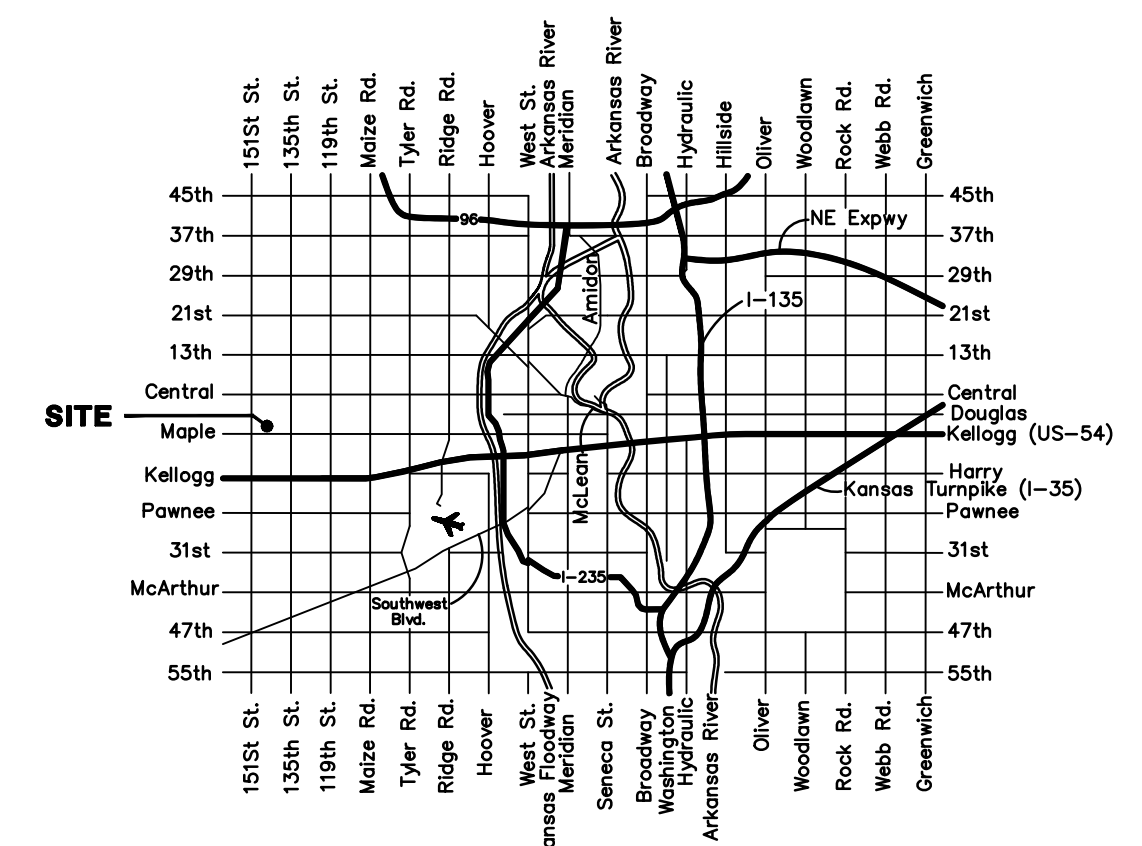 151St St.
135th St.
119th St.
Maize Rd.
Tyler Rd.
Ridge Rd.
Hoover
West St.
Arkansas River
Meridian
Arkansas River
Broadway
Hydraulic
Hillside
Oliver
Woodlawn
Rock Rd.
Webb Rd.
Greenwich
45th
45th
96
NE Expwy
37th
37th
29th
29th
Amidon
I-135
21st
21st
13th
13th
Central
Central
SITE
Douglas
Maple
Kellogg (US-54)
Kellogg
Harry
McLean
Kansas Turnpike (I-35)
Pawnee
Pawnee
31st
31st
I-235
McArthur
McArthur
Southwest
Blvd.
47th
47th
55th
55th
151St St.
135th St.
119th St.
Maize Rd.
Tyler Rd.
Ridge Rd.
Hoover
West St.
ansas Floodway
Meridian
Seneca St.
Broadway
Washington
Hydraulic
Arkansas River
Oliver
Woodlawn
Rock Rd.
Webb Rd.
Greenwich